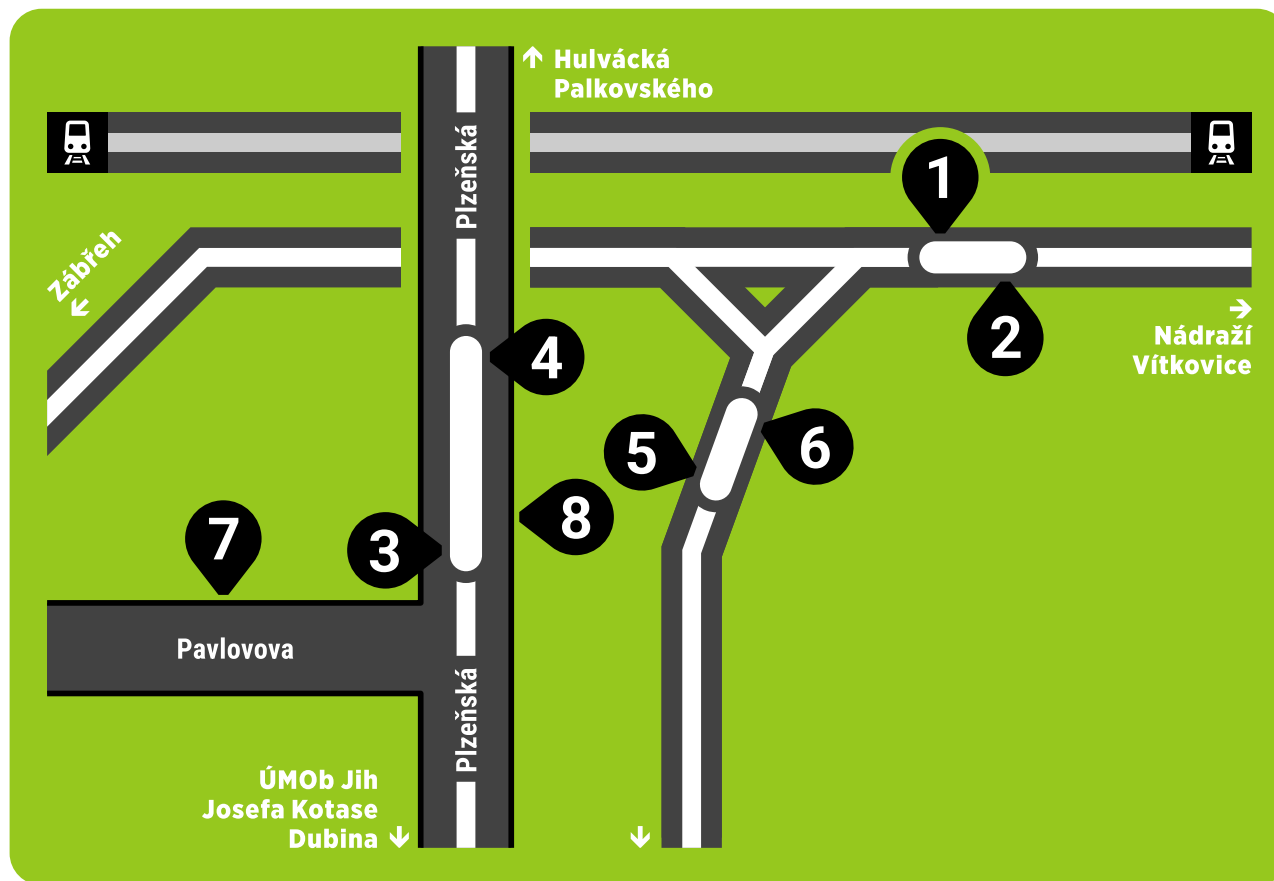 Hulvácká
Palkovského
Plzeňská
1
Zábřeh
4
2
Nádraží
Vítkovice
5
6
7
8
3
Pavlovova
Plzeňská
ÚMOb Jih
Josefa Kotase
Dubina